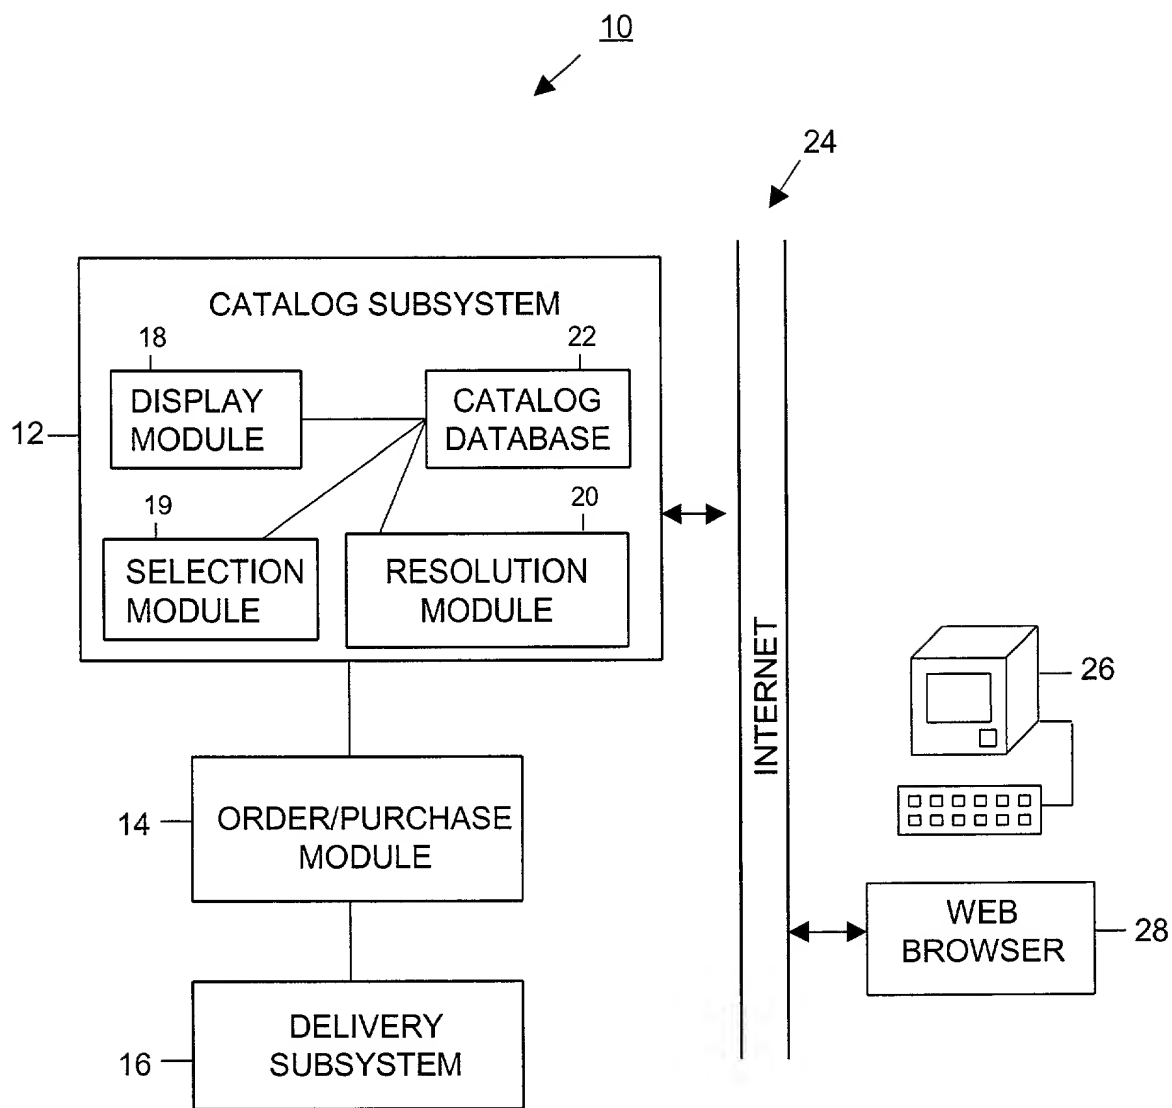 10
24
CATALOG SUBSYSTEM
18
22
DISPLAY
MODULE
CATALOG
DATABASE
12
19
20
SELECTION
MODULE
RESOLUTION
MODULE
INTERNET
26
14
ORDER/PURCHASE
MODULE
WEB
BROWSER
28
16
DELIVERY
SUBSYSTEM